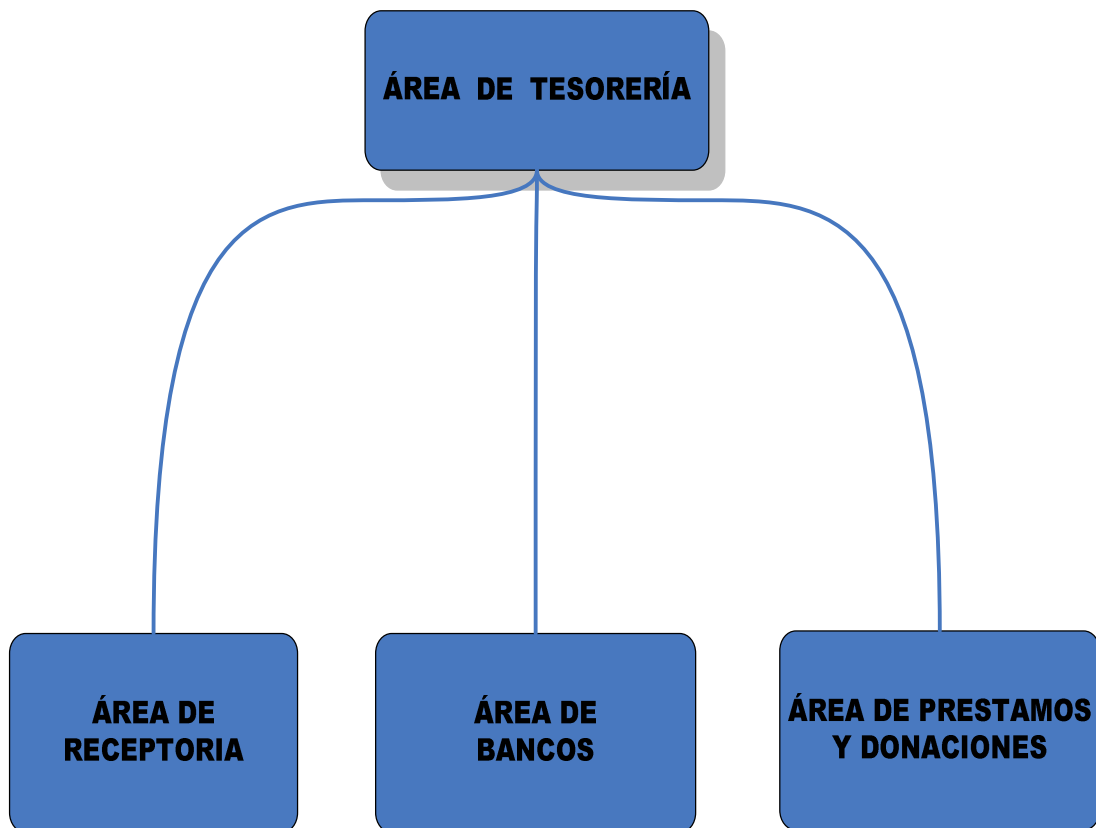 ÁREA DE TESORERÍA
ÁREA DE
RECEPTORIA
ÁREA DE
BANCOS
ÁREA DE PRESTAMOS
Y DONACIONES